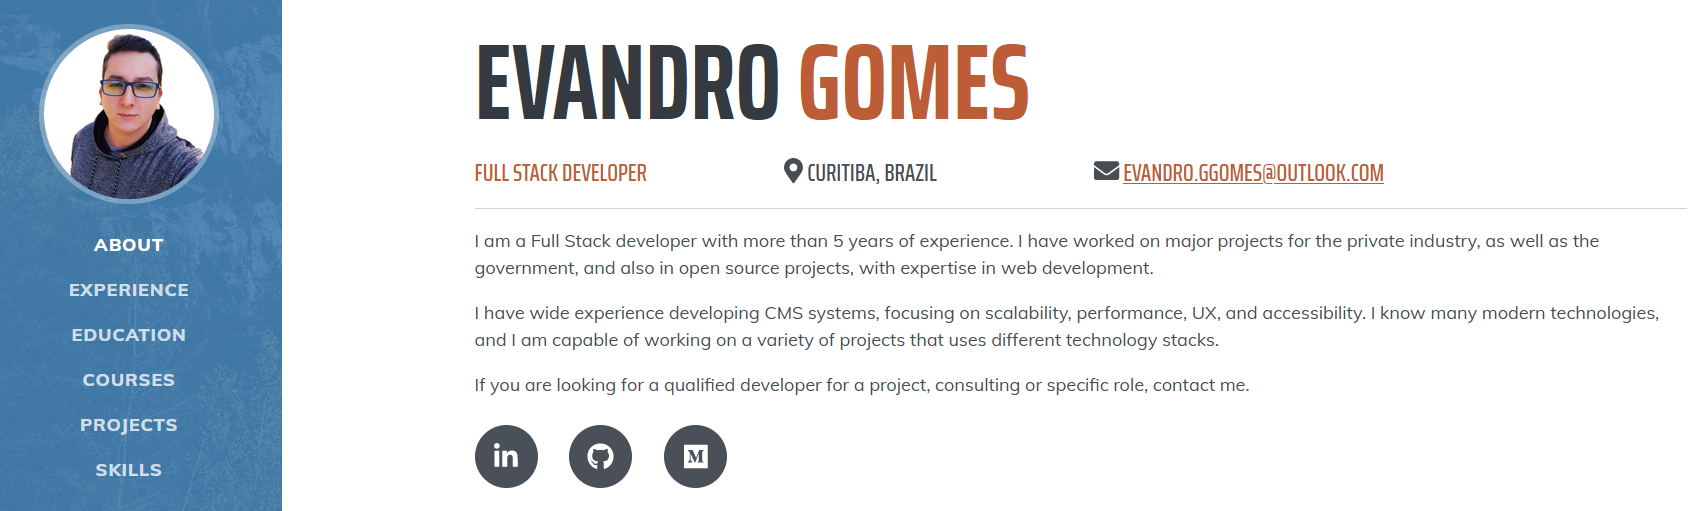 ABOUT
EXPERIENCE
EDUCATION
COURSES
PROJECTS
SKILLS
EVANDRO GOMES
FULL STACK DEVELOPER
CURITIBA, BRAZIL
EVANDRO.GGOMES@OUTLOOK.COM
I am a Full Stack developer with more than 5 years of experience. I have worked on major projects for the private industry, as well as the
government, and also in open source projects, with expertise in web development.
I have wide experience developing CMS systems, focusing on scalability, performance, UX, and accessibility. I know many modern technologies,
and I am capable of working on a variety of projects that uses different technology stacks.
If you are looking for a qualified developer for a project, consulting or specific role, contact me.
in
M